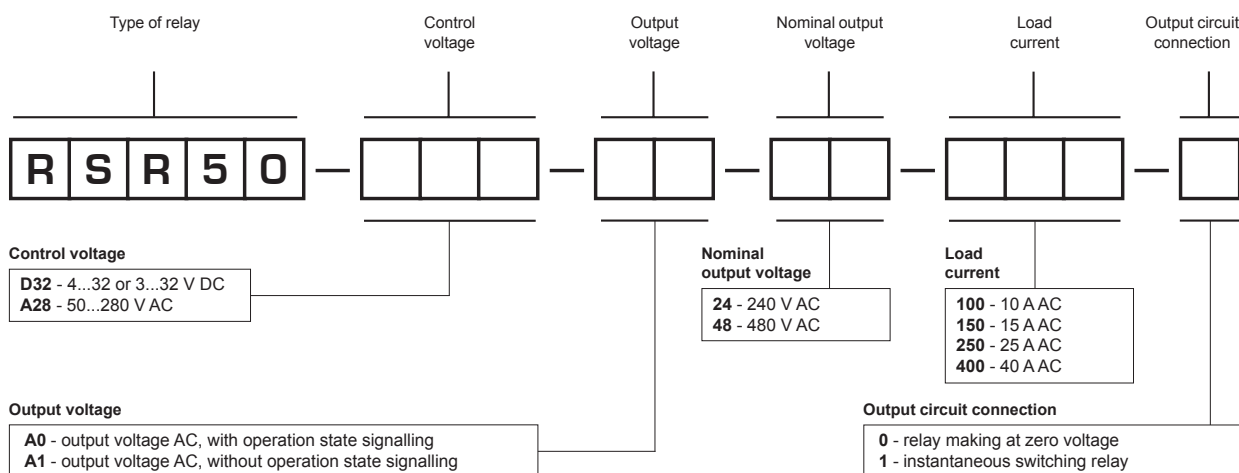 Type of relay
Control
voltage
Output
voltage
Nominal output
voltage
Load
current
Output circuit
connection
R S R 5 0 — — — — —
Control voltage
D32 - 4...32 or 3...32 V DC
A28 - 50...280 V AC
Nominal
output voltage
24 - 240 V AC
48 - 480 V AC
Load
current
100 - 10 A AC
150 - 15 A AC
250 - 25 A AC
400 - 40 A AC
Output voltage
A0 - output voltage AC, with operation state signalling
A1 - output voltage AC, without operation state signalling
Output circuit connection
0 - relay making at zero voltage
1 - instantaneous switching relay